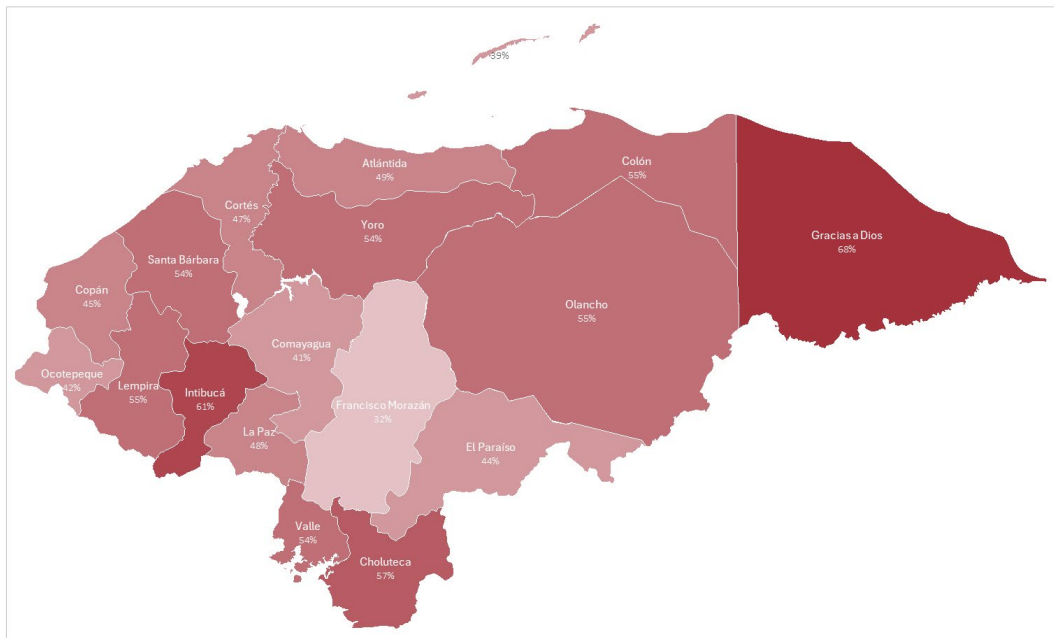 39%
Atlántida
49%
Colón
55%
Cortés
47%
Yoro
54%
Gracias a Dios
68%
Santa Bárbara
54%
Copán
45%
Olancho
55%
Comayagua
41%
Ocotepeque
42%
Lempira
55%
Intibucá
61%
Francisco Morazán
32%
La Paz
48%
El Paraíso
44%
Valle
54%
Choluteca
57%